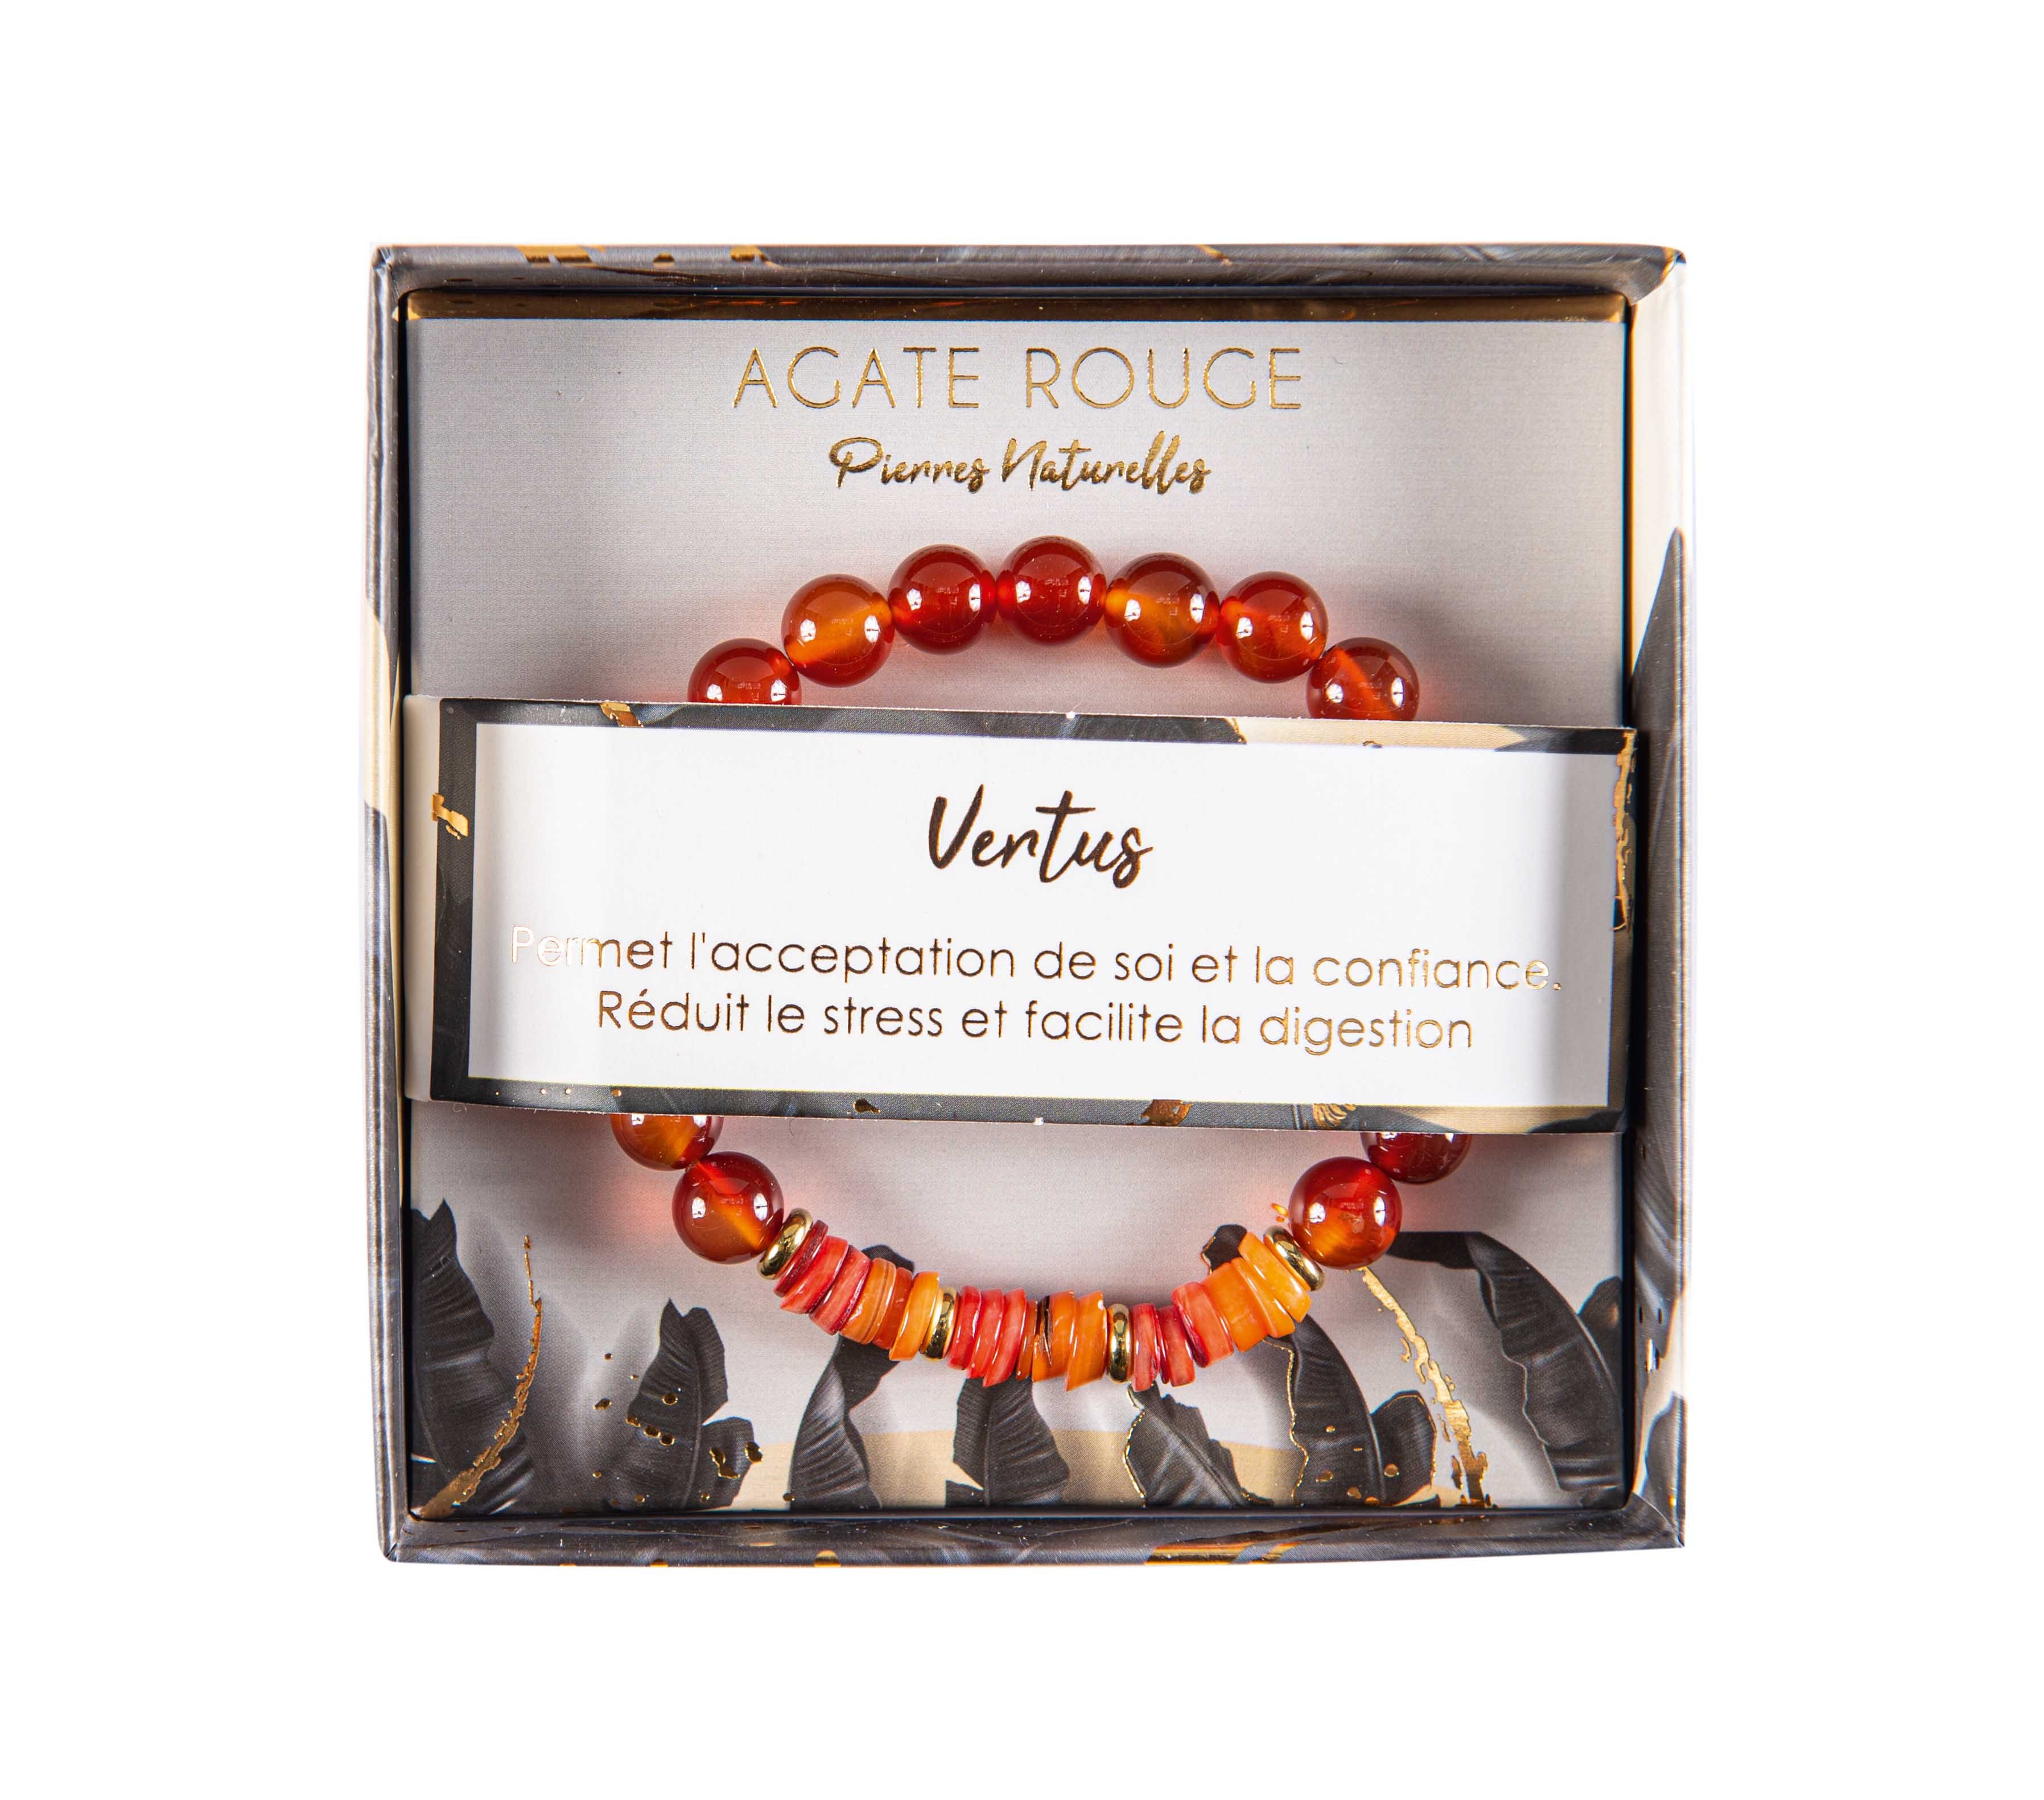 AGATE ROUGE
Pierres Naturelles
Vertus
Permet l'acceptation de soi et la confiance.
Réduit le stress et facilite la digestion